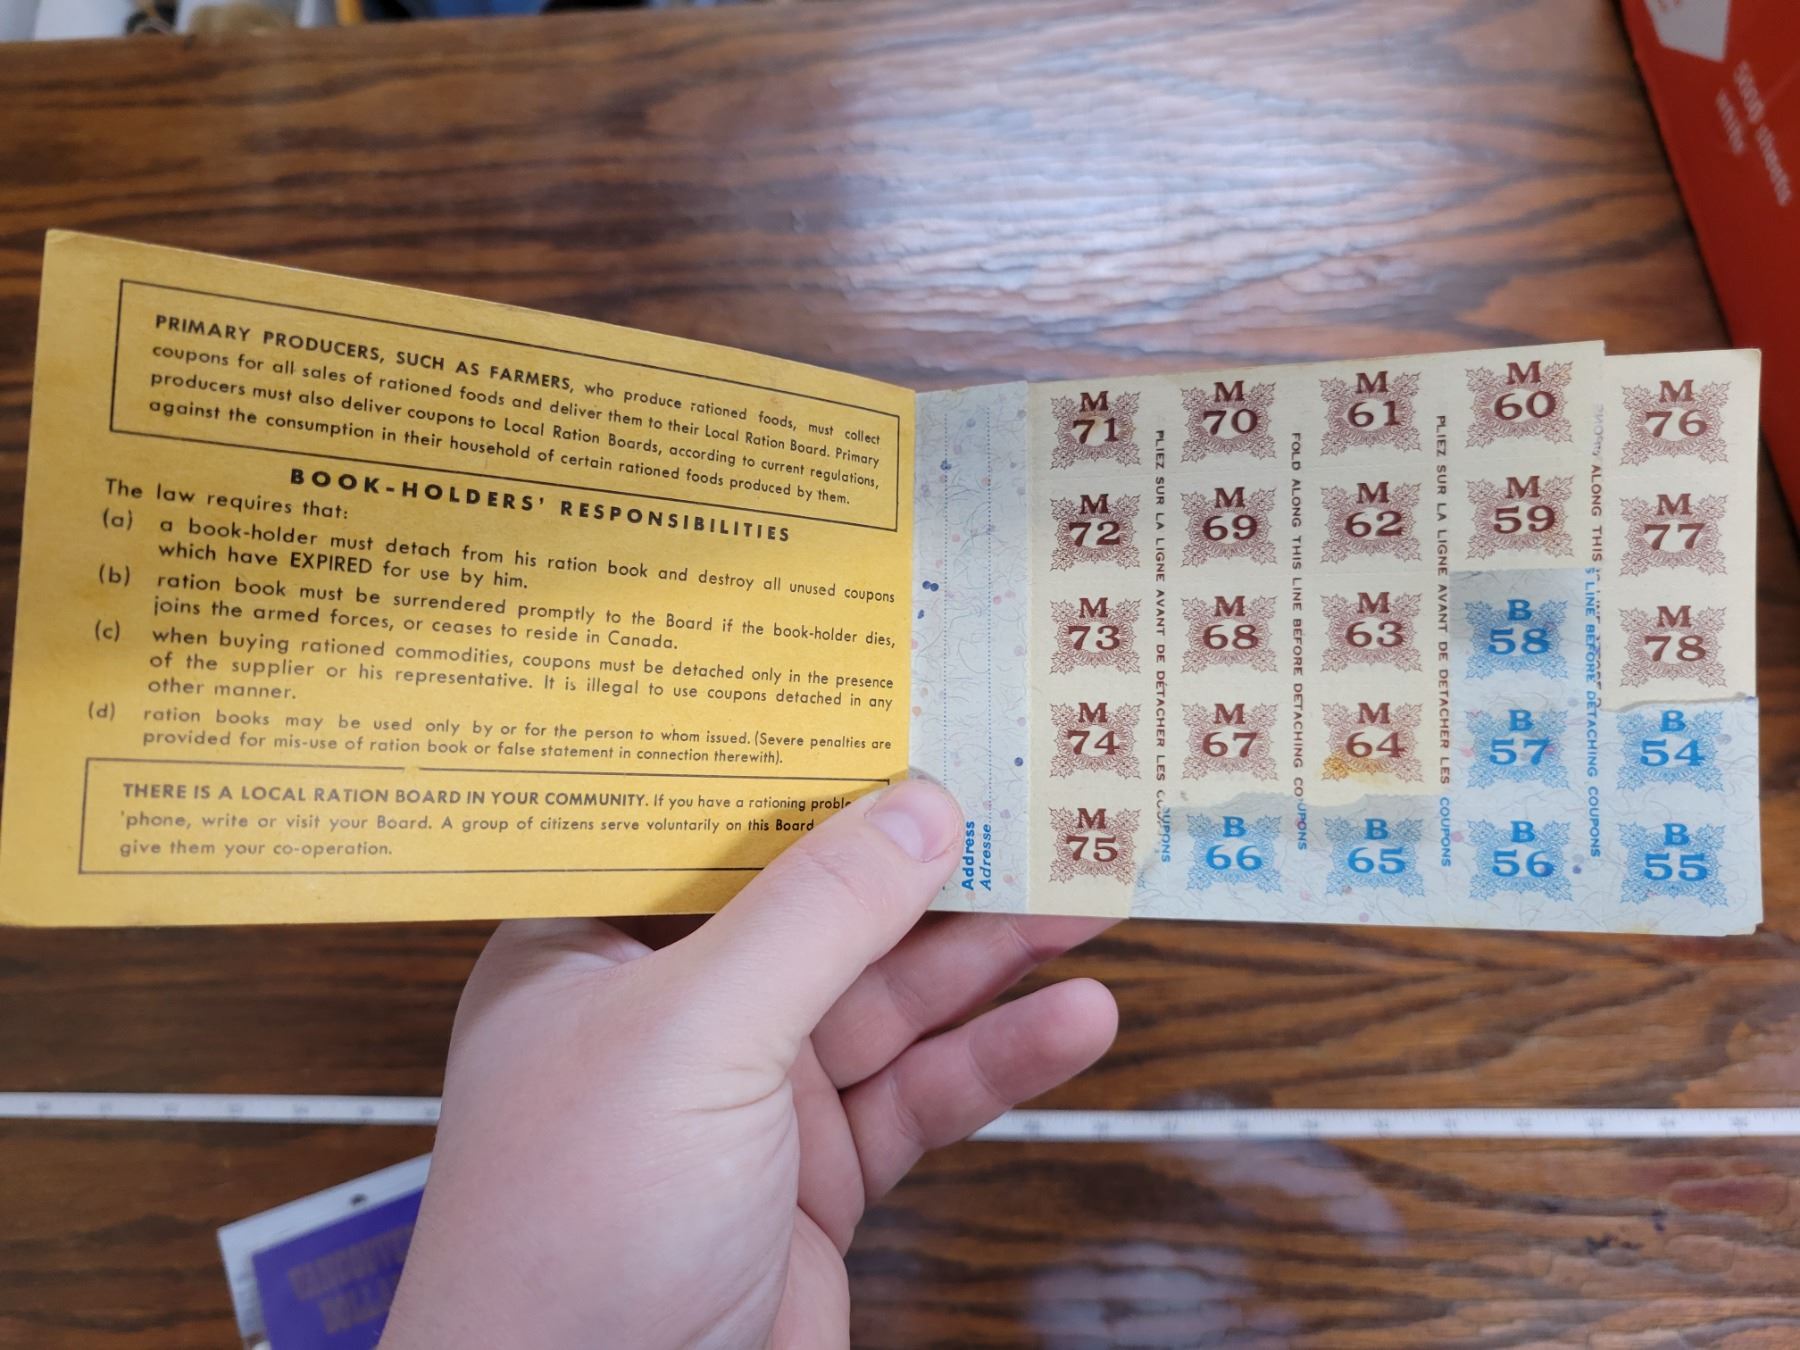 PRIMARY PRODUCERS, SUCH AS FARMERS, who produce rationed foods, must collect
coupons for all sales of rationed foods and deliver them to their Local Ration Board. Primary
producers must also deliver coupons to Local Ration Boards, according to current regulations,
against the consumption in their household of certain rationed foods produced by them.
BOOK-HOLDERS' RESPONSIBILITIES
The law requires that:
(a) a book-holder must detach from his ration book and destroy all unused coupons
which have EXPIRED for use by him.
(b) ration book must be surrendered promptly to the Board if the book-holder dies,
joins the armed forces, or ceases to reside in Canada.
(c) when buying rationed commodities, coupons must be detached only in the presence
of the supplier or his representative. It is illegal to use coupons detached in any
other manner.
(d) ration books may be used only by or for the person to whom issued. (Severe penalties are
provided for mis-use of ration book or false statement in connection therewith).
THERE IS A LOCAL RATION BOARD IN YOUR COMMUNITY. If you have a rationing
'phone, write or visit your Board. A group of citizens serve voluntarily on this Board
give them your co-operation.
Address
Adresse
M 71
M 72
M 73
M 74
M 75
PLIEZ SUR LA LIGNE AVANT DE DÉTACHER LES COUPONS
M 70
M 69
M 68
M 67
B 66
FOLD ALONG THIS LINE BEFORE DETACHING COUPONS
M 61
M 62
M 63
M 64
B 65
PLIEZ SUR LA LIGNE AVANT DE DETACHER LES COUPONS
M 60
M 59
B 58
B 57
B 56
ALONG THIS
LINE BEFORE DETACHING COUPONS
M 76
M 77
M 78
B 54
B 55
5000 sheets